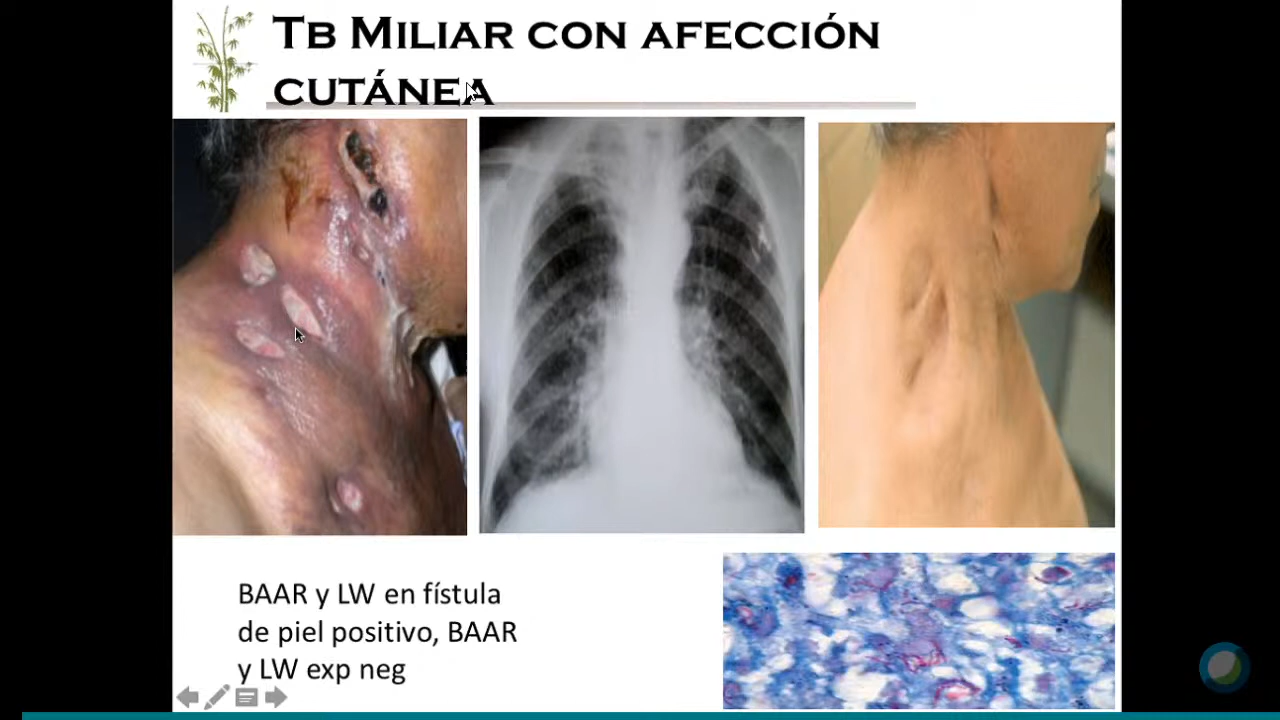 Tb Miliar con afección
cutánea
BAAR y LW en fístula
de piel positivo, BAAR
y LW exp neg